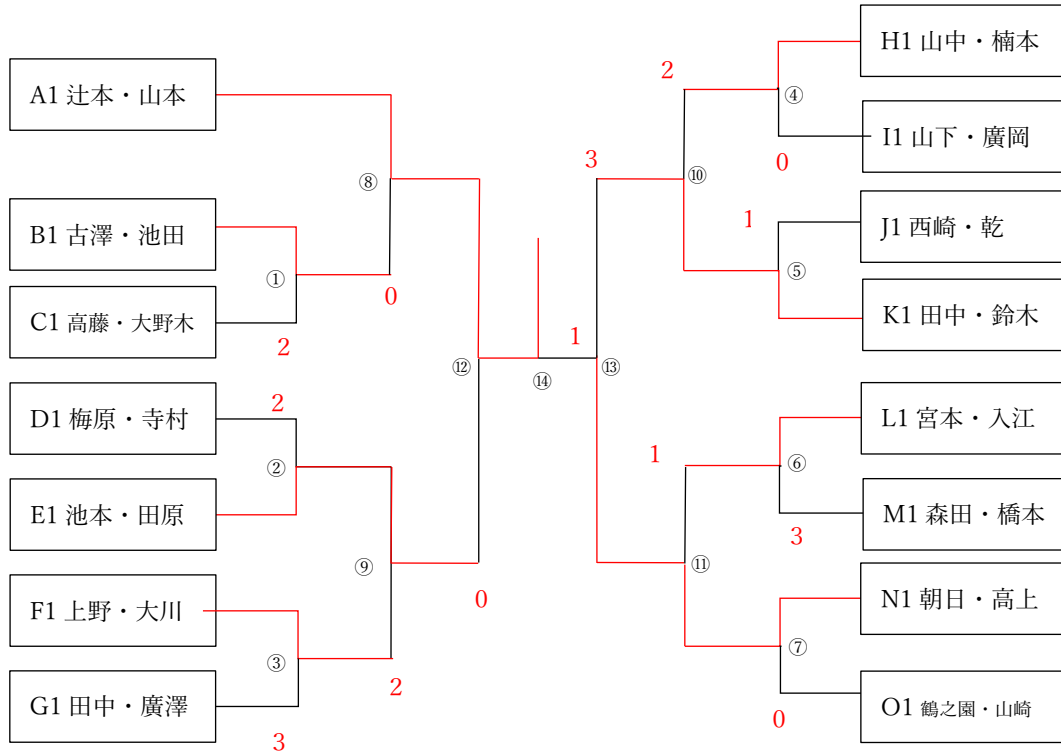 A1 辻本・山本
⑧
B1 古澤・池田
①
0
C1 高藤・大野木
2
⑫
D1 梅原・寺村
2
②
E1 池本・田原
⑨
0
F1 上野・大川
③
2
G1 田中・廣澤
3
1
⑭
H1 山中・楠本
2
④
I1 山下・廣岡
0
3
⑩
1
J1 西崎・乾
⑤
K1 田中・鈴木
⑬
L1 宮本・入江
1
⑥
M1 森田・橋本
3
⑪
N1 朝日・高上
⑦
O1 鶴之園・山崎
0